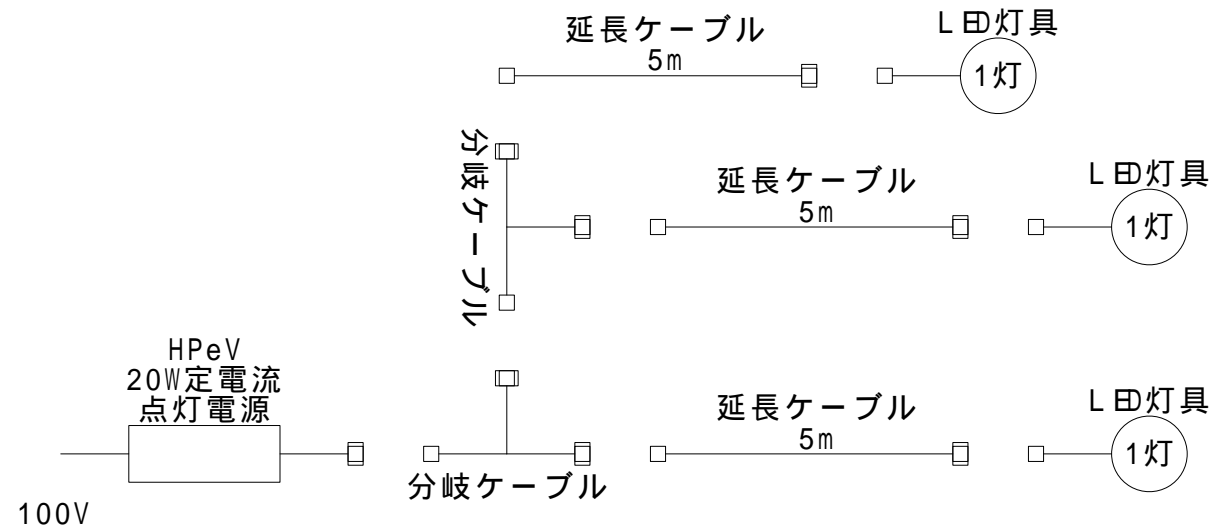 延長ケーブル
5m
LED灯具
1灯
分岐ケーブル
延長ケーブル
5m
LED灯具
1灯
HPeV
20W定電流
点灯電源
延長ケーブル
5m
LED灯具
1灯
分岐ケーブル
100V